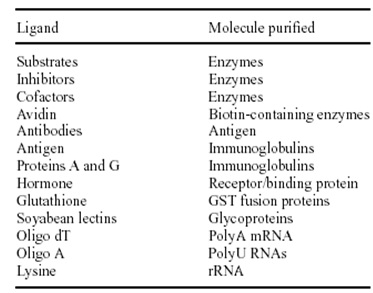 Ligand Molecule purified
Substrates Enzymes
Inhibitors Enzymes
Cofactors Enzymes
Avidin Biotin-containing enzymes
Antibodies Antigen
Antigen Immunoglobulins
Proteins A and G Immunoglobulins
Hormone Receptor/binding protein
Glutathione GST fusion proteins
Soyabean lectins Glycoproteins
Oligo dT PolyA mRNA
Oligo A PolyU RNAs
Lysine rRNA